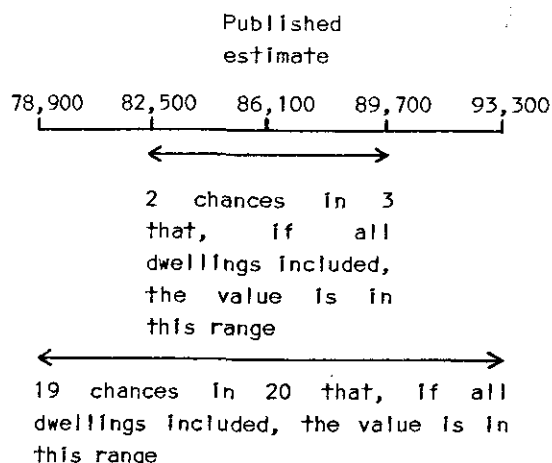 Published
estimate
78,900 82,500 86,100 89,700 93,300
2 chances in 3
that, if all
dwellings included,
the value is in
this range
19 chances in 20 that, if all
dwellings included, the value is in
this range